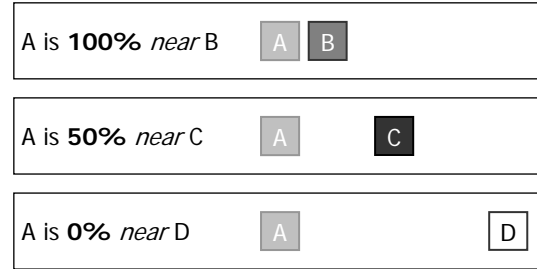 A is 100% near B A B
A is 50% near C A C
A is 0% near D A D